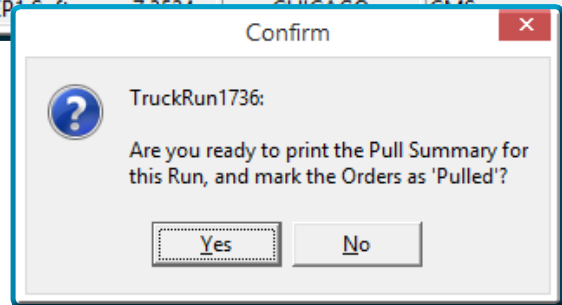 Confirm
TruckRun1736:
Are you ready to print the Pull Summary for
this Run, and mark the Orders as 'Pulled'?
Yes
No